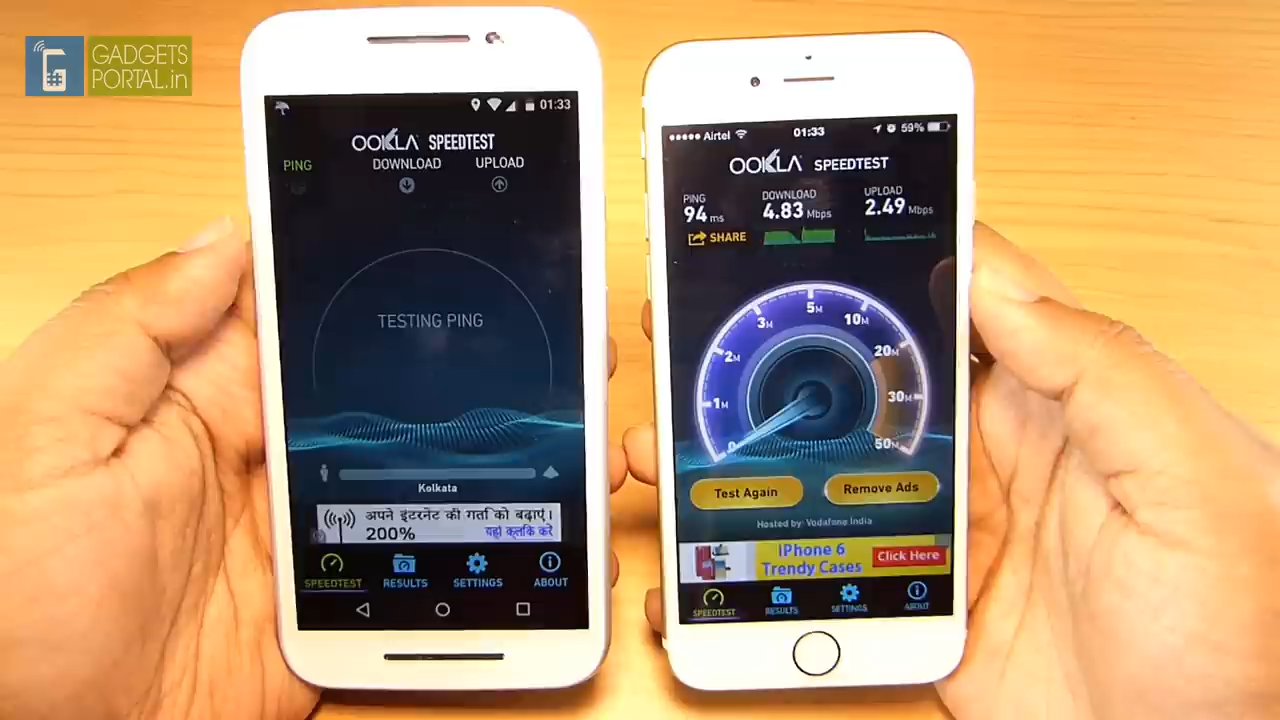 GADGETS
PORTAL.in
01:33
OOKLA SPEEDTEST
PING
DOWNLOAD
UPLOAD
TESTING PING
Kolkata
अपने इंटरनेट की गर्ता को बढ़ाएं।
200%
यहां क्लिक करें
SPEEDTEST
RESULTS
SETTINGS
ABOUT
Airtel
01:33
59%
OOKLA SPEEDTEST
PING
94 ms
DOWNLOAD
4.83 Mbps
UPLOAD
2.49 Mbps
SHARE
0
1M
2M
3M
5M
10M
20M
30M
50M
Test Again
Remove Ads
Hosted by: Vodafone India
iPhone 6
Trendy Cases
Click Here
SPEEDTEST
RESULTS
SETTINGS
ABOUT